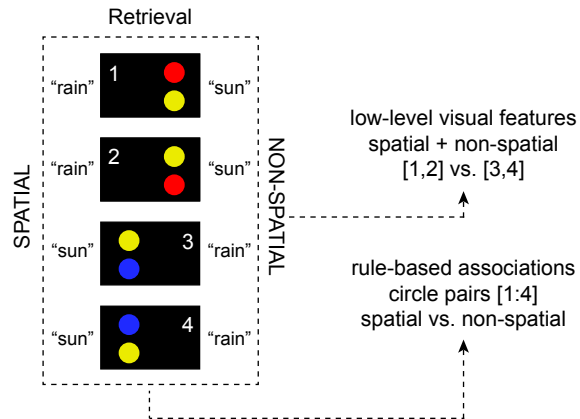 Retrieval
SPATIAL
NON-SPATIAL
“rain” 1 “sun”
“rain” 2 “sun”
“sun” 3 “rain”
“sun” 4 “rain”
low-level visual features
spatial + non-spatial
[1,2] vs. [3,4]
rule-based associations
circle pairs [1:4]
spatial vs. non-spatial